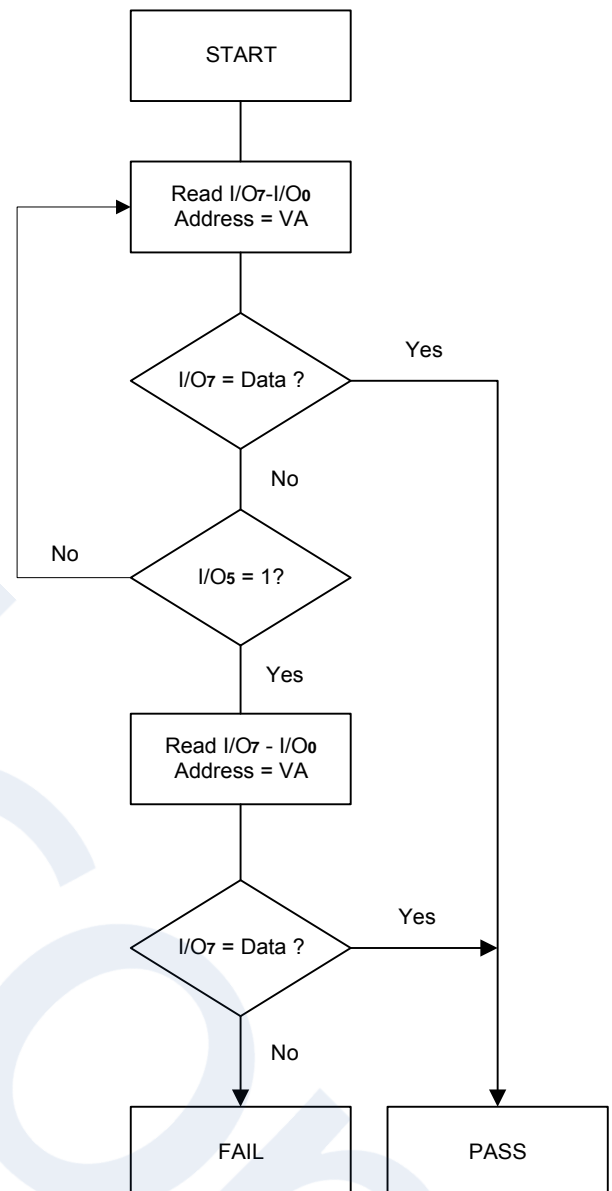 START
Read I/O7-I/O0
Address = VA
I/O7 = Data ?
Yes
No
I/O5 = 1?
No
Yes
Read I/O7 - I/O0
Address = VA
I/O7 = Data ?
Yes
No
FAIL
PASS